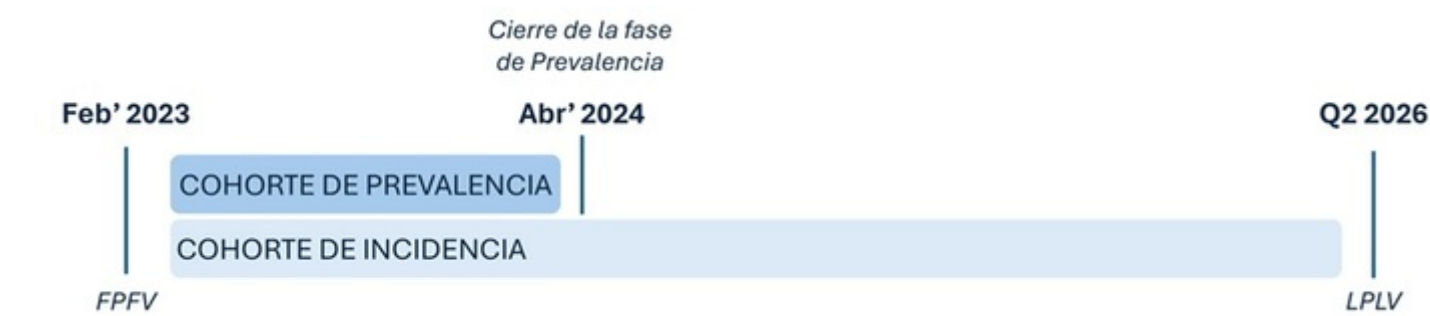 Cierre de la fase
de Prevalencia
Feb’ 2023
Abr’ 2024
Q2 2026
COHORTE DE PREVALENCIA
COHORTE DE INCIDENCIA
FPFV
LPLV